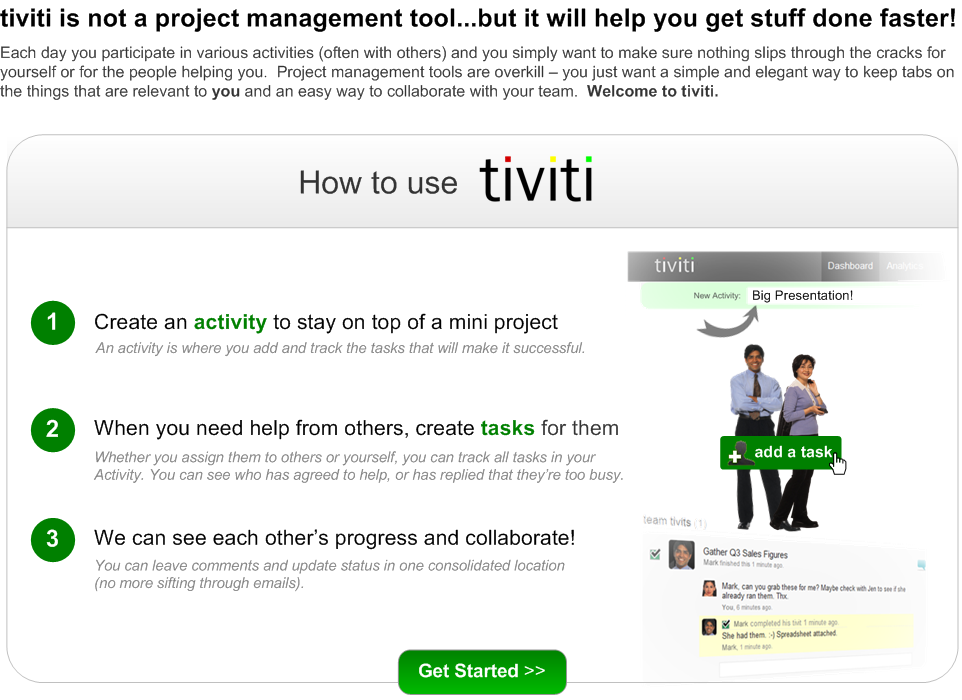 tiviti is not a project management tool...but it will help you get stuff done faster!
Each day you participate in various activities (often with others) and you simply want to make sure nothing slips through the cracks for
yourself or for the people helping you.  Project management tools are overkill – you just want a simple and elegant way to keep tabs on
the things that are relevant to you and an easy way to collaborate with your team.  Welcome to tiviti.
How to use tiviti
1
Create an activity to stay on top of a mini project
An activity is where you add and track the tasks that will make it successful.
2
When you need help from others, create tasks for them
Whether you assign them to others or yourself, you can track all tasks in your
Activity. You can see who has agreed to help, or has replied that they're too busy.
3
We can see each other's progress and collaborate!
You can leave comments and update status in one consolidated location
(no more sifting through emails).
tiviti Dashboard Analytics
New Activity: Big Presentation!
add a task
team tivits (1)
Gather Q3 Sales Figures
Mark finished this 1 minute ago.
Mark, can you grab these for me? Maybe check with Jen to see if she
already ran them. Thx.
You, 6 minutes ago.
Mark completed his tivit 1 minute ago.
She had them. :-) Spreadsheet attached.
Mark, 1 minute ago.
Get Started >>